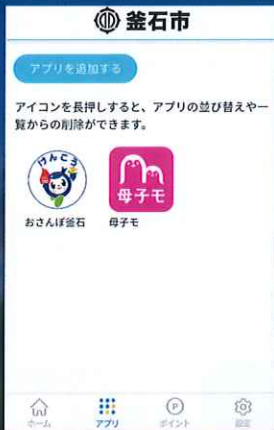 釜石市
アプリを追加する
アイコンを長押しすると、アプリの並び替えや一
覧からの削除ができます。
けんこう
母子モ
おさんぽ釜石
母子モ
P
ホーム
アプリ
ポイント
設定